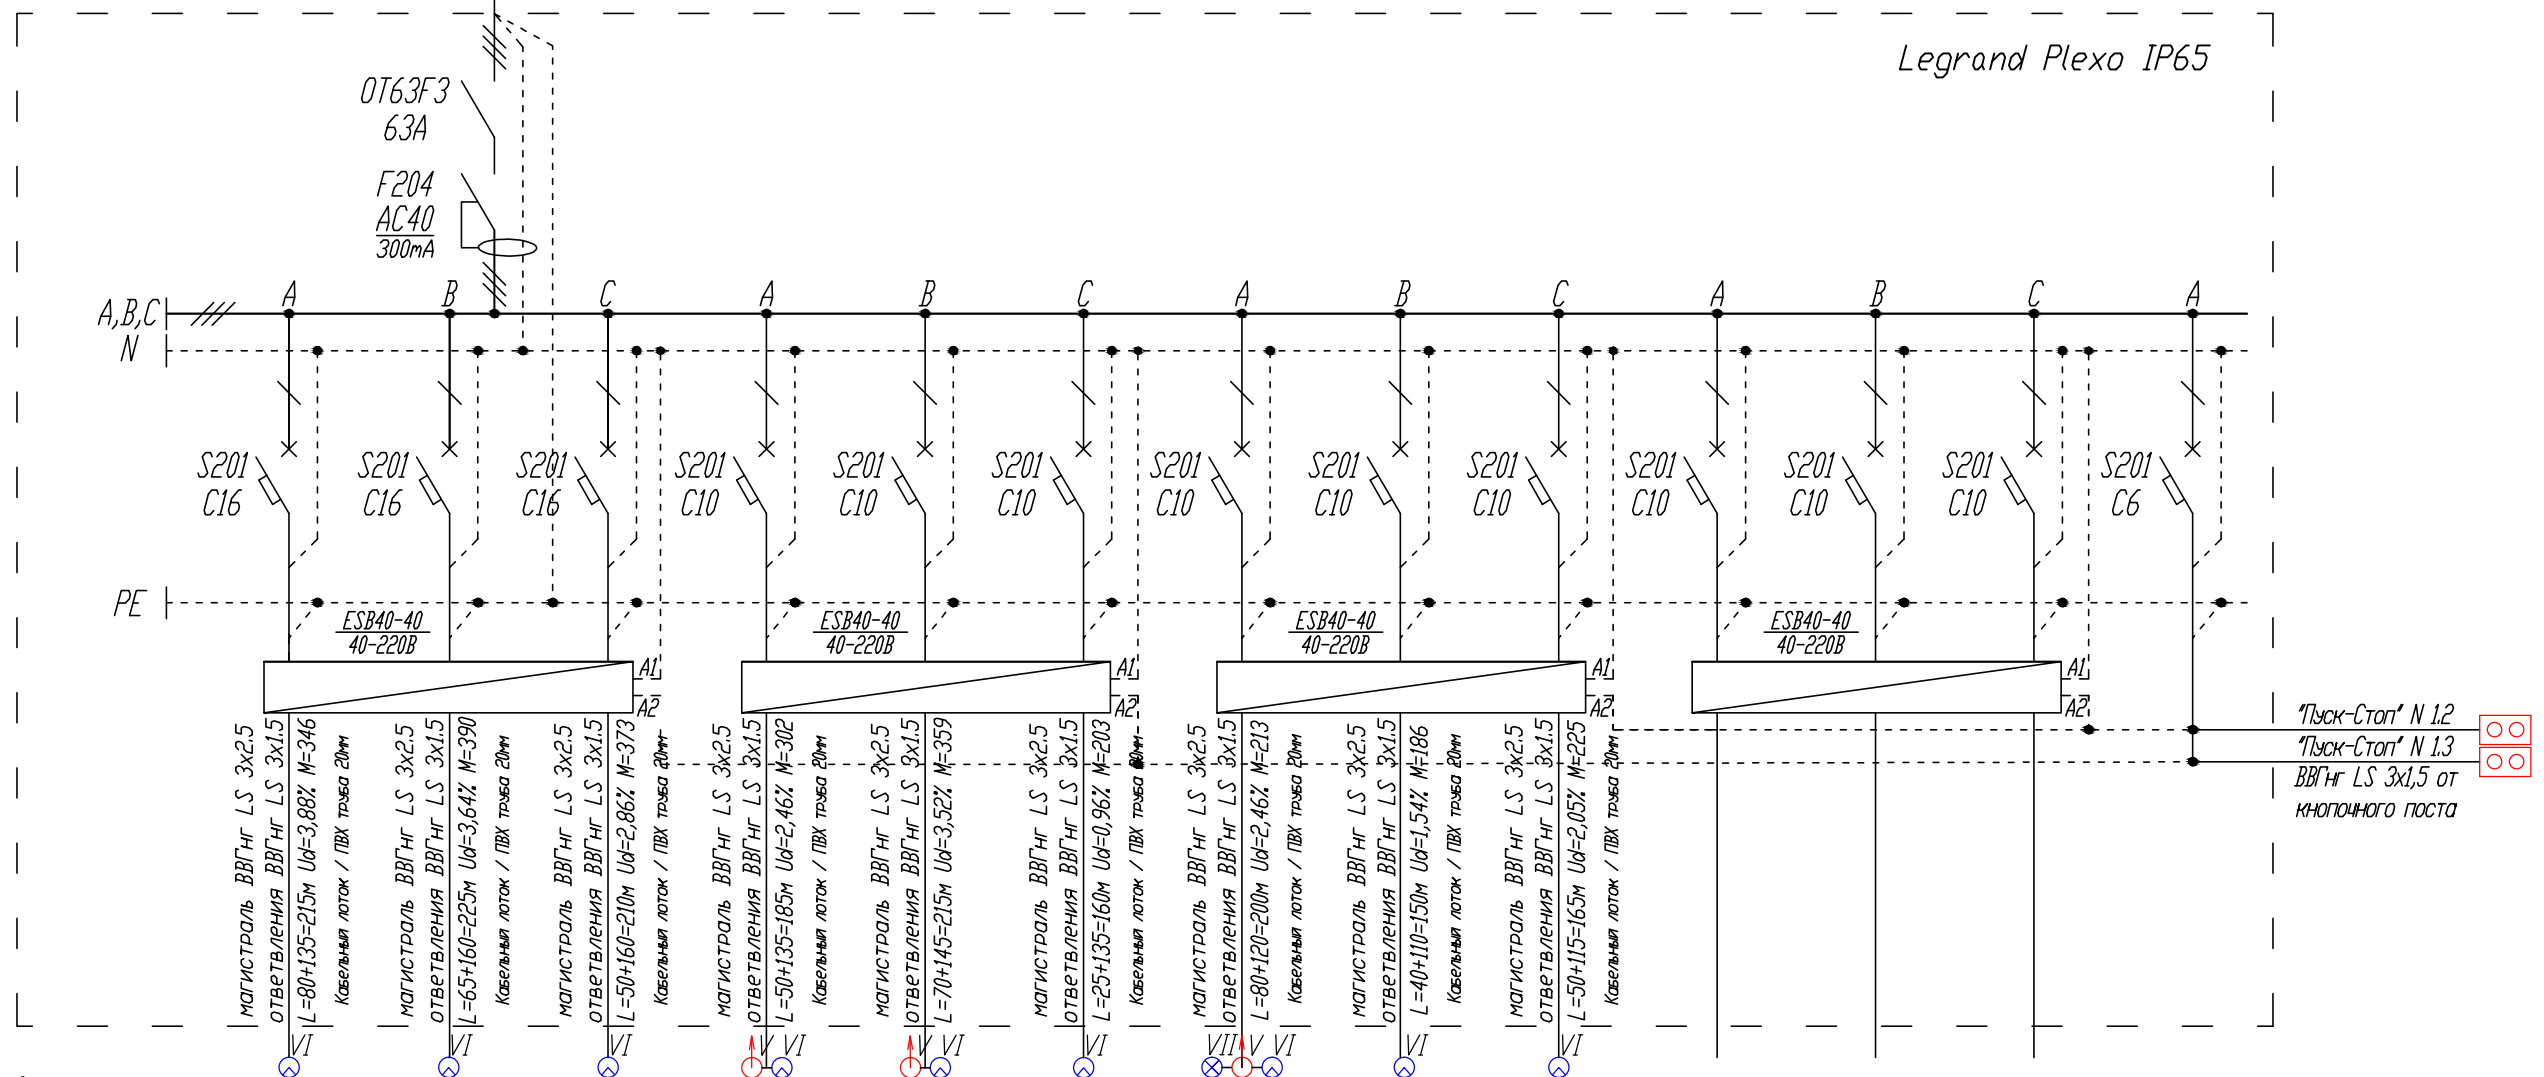 Legrand Plexo IP65
OT63F3
63A
F204
AC40
300mA
A,B,C
N
PE
A
B
C
A
B
C
A
B
C
A
B
C
A
S201
C16
S201
C16
S201
C16
S201
C10
S201
C10
S201
C10
S201
C10
S201
C10
S201
C10
S201
C10
S201
C10
S201
C10
S201
C6
ESB40-40
40-220В
A1
A2
ESB40-40
40-220В
A1
A2
ESB40-40
40-220В
A1
A2
ESB40-40
40-220В
A1
A2
магистраль ВВГнг LS 3х2.5
ответвления ВВГнг LS 3х1.5
L=80+135=215м Ud=3,88% М=346
Кабельный лоток / ПВХ труба 20мм
магистраль ВВГнг LS 3х2.5
ответвления ВВГнг LS 3х1.5
L=65+160=225м Ud=3,64% М=390
Кабельный лоток / ПВХ труба 20мм
магистраль ВВГнг LS 3х2.5
ответвления ВВГнг LS 3х1.5
L=50+160=210м Ud=2,86% М=373
Кабельный лоток / ПВХ труба 20мм
магистраль ВВГнг LS 3х2.5
ответвления ВВГнг LS 3х1.5
L=50+135=185м Ud=2,46% М=302
Кабельный лоток / ПВХ труба 20мм
магистраль ВВГнг LS 3х2.5
ответвления ВВГнг LS 3х1.5
L=70+145=215м Ud=3,52% М=359
магистраль ВВГнг LS 3х2.5
ответвления ВВГнг LS 3х1.5
L=25+135=160м Ud=0,96% М=203
Кабельный лоток / ПВХ труба 20мм
магистраль ВВГнг LS 3х2.5
ответвления ВВГнг LS 3х1.5
L=80+120=200м Ud=2,46% М=213
Кабельный лоток / ПВХ труба 20мм
магистраль ВВГнг LS 3х2.5
ответвления ВВГнг LS 3х1.5
L=40+110=150м Ud=1,54% М=186
Кабельный лоток / ПВХ труба 20мм
магистраль ВВГнг LS 3х2.5
ответвления ВВГнг LS 3х1.5
L=50+115=165м Ud=2,05% М=225
Кабельный лоток / ПВХ труба 20мм
"Пуск-Стоп" N 1.2
"Пуск-Стоп" N 1.3
ВВГнг LS 3х1,5 от
кнопочного поста
VI
VI
VI
V VI
V VI
VI
VII V VI
VI
VI